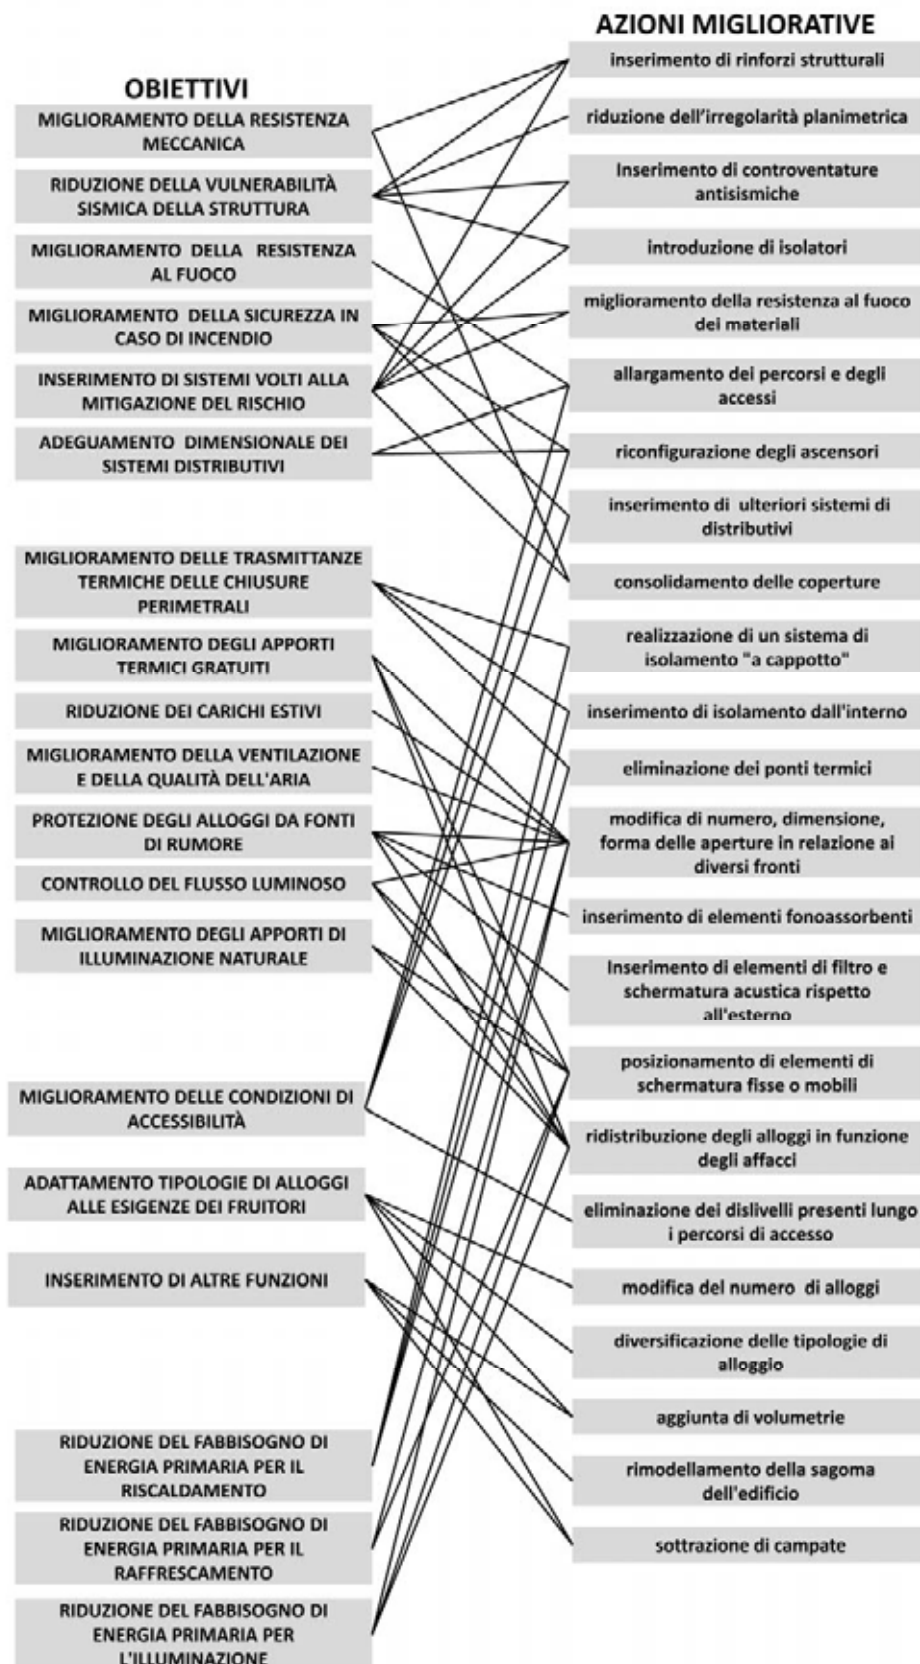 OBIETTIVI
MIGLIORAMENTO DELLA RESISTENZA
MECCANICA
RIDUZIONE DELLA VULNERABILITÀ
SISMICA DELLA STRUTTURA
MIGLIORAMENTO DELLA RESISTENZA
AL FUOCO
MIGLIORAMENTO DELLA SICUREZZA IN
CASO DI INCENDIO
INSERIMENTO DI SISTEMI VOLTI ALLA
MITIGAZIONE DEL RISCHIO
ADEGUAMENTO DIMENSIONALE DEI
SISTEMI DISTRIBUTIVI
MIGLIORAMENTO DELLE TRASMITTANZE
TERMICHE DELLE CHIUSURE
PERIMETRALI
MIGLIORAMENTO DEGLI APPORTI
TERMICI GRATUITI
RIDUZIONE DEI CARICHI ESTIVI
MIGLIORAMENTO DELLA VENTILAZIONE
E DELLA QUALITÀ DELL'ARIA
PROTEZIONE DEGLI ALLOGGI DA FONTI
DI RUMORE
CONTROLLO DEL FLUSSO LUMINOSO
MIGLIORAMENTO DEGLI APPORTI DI
ILLUMINAZIONE NATURALE
MIGLIORAMENTO DELLE CONDIZIONI DI
ACCESSIBILITÀ
ADATTAMENTO TIPOLOGIE DI ALLOGGI
ALLE ESIGENZE DEI FRUITORI
INSERIMENTO DI ALTRE FUNZIONI
RIDUZIONE DEL FABBISOGNO DI
ENERGIA PRIMARIA PER IL
RISCALDAMENTO
RIDUZIONE DEL FABBISOGNO DI
ENERGIA PRIMARIA PER IL
RAFFRESCAMENTO
RIDUZIONE DEL FABBISOGNO DI
ENERGIA PRIMARIA PER
L'ILLUMINAZIONE
AZIONI MIGLIORATIVE
inserimento di rinforzi strutturali
riduzione dell’irregolarità planimetrica
Inserimento di controventature
antisismiche
introduzione di isolatori
miglioramento della resistenza al fuoco
dei materiali
allargamento dei percorsi e degli
accessi
riconfigurazione degli ascensori
inserimento di ulteriori sistemi di
distributivi
consolidamento delle coperture
realizzazione di un sistema di
isolamento "a cappotto"
inserimento di isolamento dall'interno
eliminazione dei ponti termici
modifica di numero, dimensione,
forma delle aperture in relazione ai
diversi fronti
inserimento di elementi fonoassorbenti
Inserimento di elementi di filtro e
schermatura acustica rispetto
all'esterno
posizionamento di elementi di
schermatura fisse o mobili
ridistribuzione degli alloggi in funzione
degli affacci
eliminazione dei dislivelli presenti lungo
i percorsi di accesso
modifica del numero di alloggi
diversificazione delle tipologie di
alloggio
aggiunta di volumetrie
rimodellamento della sagoma
dell'edificio
sottrazione di campate